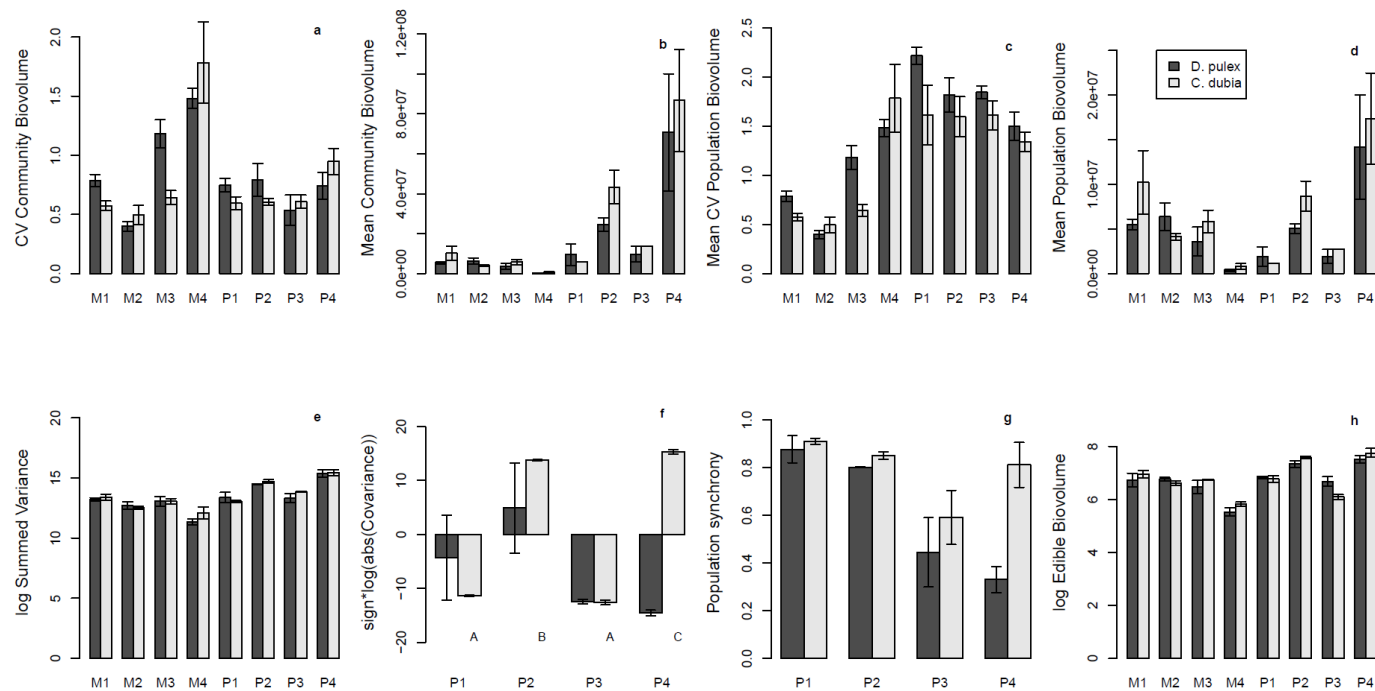 a
CV Community Biovolume
2.0
1.5
1.0
0.5
0.0
M1 M2 M3 M4 P1 P2 P3 P4
b
Mean Community Biovolume
1.2e+08
8.0e+07
4.0e+07
0.0e+00
M1 M2 M3 M4 P1 P2 P3 P4
c
Mean CV Population Biovolume
2.5
2.0
1.5
1.0
0.5
0.0
M1 M2 M3 M4 P1 P2 P3 P4
d
D. pulex
C. dubia
Mean Population Biovolume
2.0e+07
1.0e+07
0.0e+00
M1 M2 M3 M4 P1 P2 P3 P4
e
log Summed Variance
20
15
10
5
0
M1 M2 M3 M4 P1 P2 P3 P4
f
sign*log(abs(Covariance))
20
10
0
−10
−20
A B A C
P1 P2 P3 P4
g
Population synchrony
1.0
0.8
0.6
0.4
0.2
0.0
P1 P2 P3 P4
h
log Edible Biovolume
8
6
4
2
0
M1 M2 M3 M4 P1 P2 P3 P4